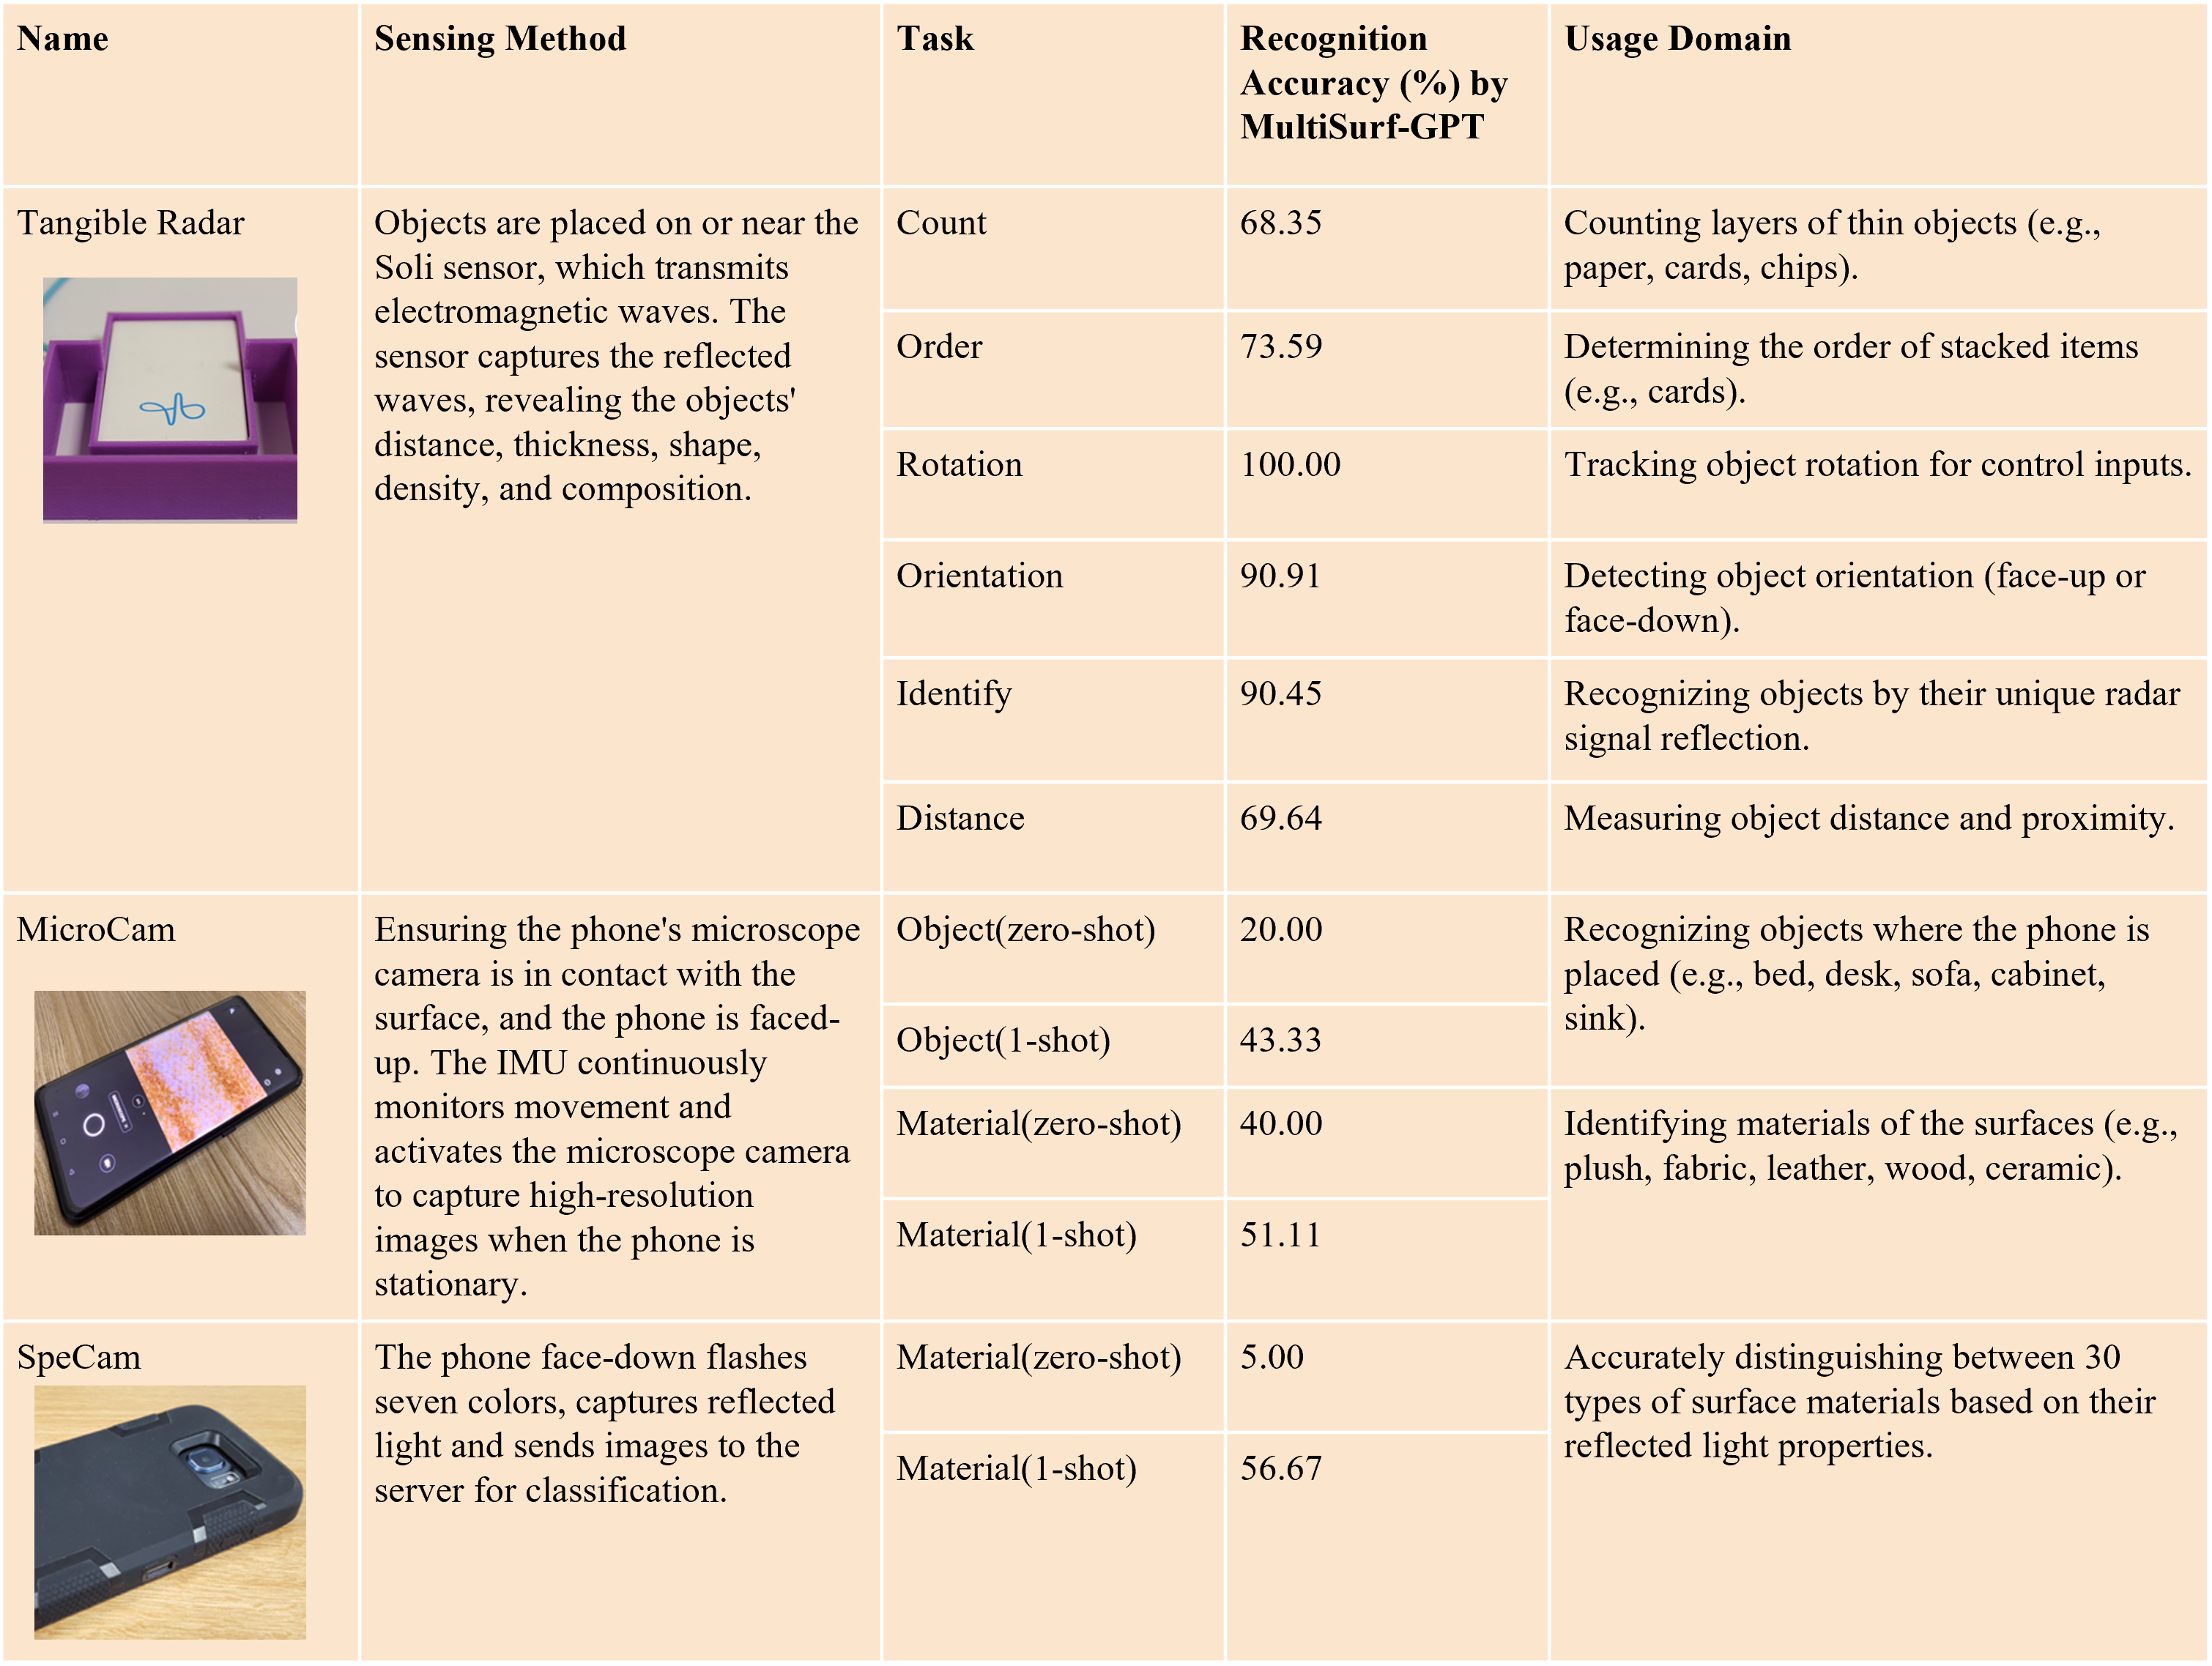 Name
Sensing Method
Task
Recognition
Accuracy (%) by
MultiSurf-GPT
Usage Domain
Tangible Radar
Objects are placed on or near the
Soli sensor, which transmits
electromagnetic waves. The
sensor captures the reflected
waves, revealing the objects'
distance, thickness, shape,
density, and composition.
Count
68.35
Counting layers of thin objects (e.g.,
paper, cards, chips).
Order
73.59
Determining the order of stacked items
(e.g., cards).
Rotation
100.00
Tracking object rotation for control inputs.
Orientation
90.91
Detecting object orientation (face-up or
face-down).
Identify
90.45
Recognizing objects by their unique radar
signal reflection.
Distance
69.64
Measuring object distance and proximity.
MicroCam
Ensuring the phone's microscope
camera is in contact with the
surface, and the phone is faced-
up. The IMU continuously
monitors movement and
activates the microscope camera
to capture high-resolution
images when the phone is
stationary.
Object(zero-shot)
20.00
Recognizing objects where the phone is
placed (e.g., bed, desk, sofa, cabinet,
sink).
Object(1-shot)
43.33
Material(zero-shot)
40.00
Identifying materials of the surfaces (e.g.,
plush, fabric, leather, wood, ceramic).
Material(1-shot)
51.11
SpeCam
The phone face-down flashes
seven colors, captures reflected
light and sends images to the
server for classification.
Material(zero-shot)
5.00
Accurately distinguishing between 30
types of surface materials based on their
reflected light properties.
Material(1-shot)
56.67